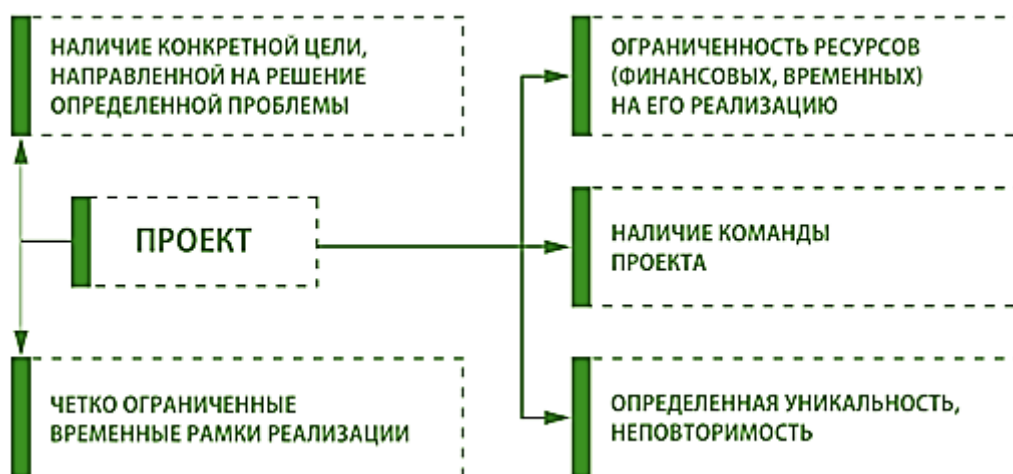 НАЛИЧИЕ КОНКРЕТНОЙ ЦЕЛИ,
НАПРАВЛЕННОЙ НА РЕШЕНИЕ
ОПРЕДЕЛЕННОЙ ПРОБЛЕМЫ
ОГРАНИЧЕННОСТЬ РЕСУРСОВ
(ФИНАНСОВЫХ, ВРЕМЕННЫХ)
НА ЕГО РЕАЛИЗАЦИЮ
ПРОЕКТ
НАЛИЧИЕ КОМАНДЫ
ПРОЕКТА
ЧЕТКО ОГРАНИЧЕННЫЕ
ВРЕМЕННЫЕ РАМКИ РЕАЛИЗАЦИИ
ОПРЕДЕЛЕННАЯ УНИКАЛЬНОСТЬ,
НЕПОВТОРИМОСТЬ